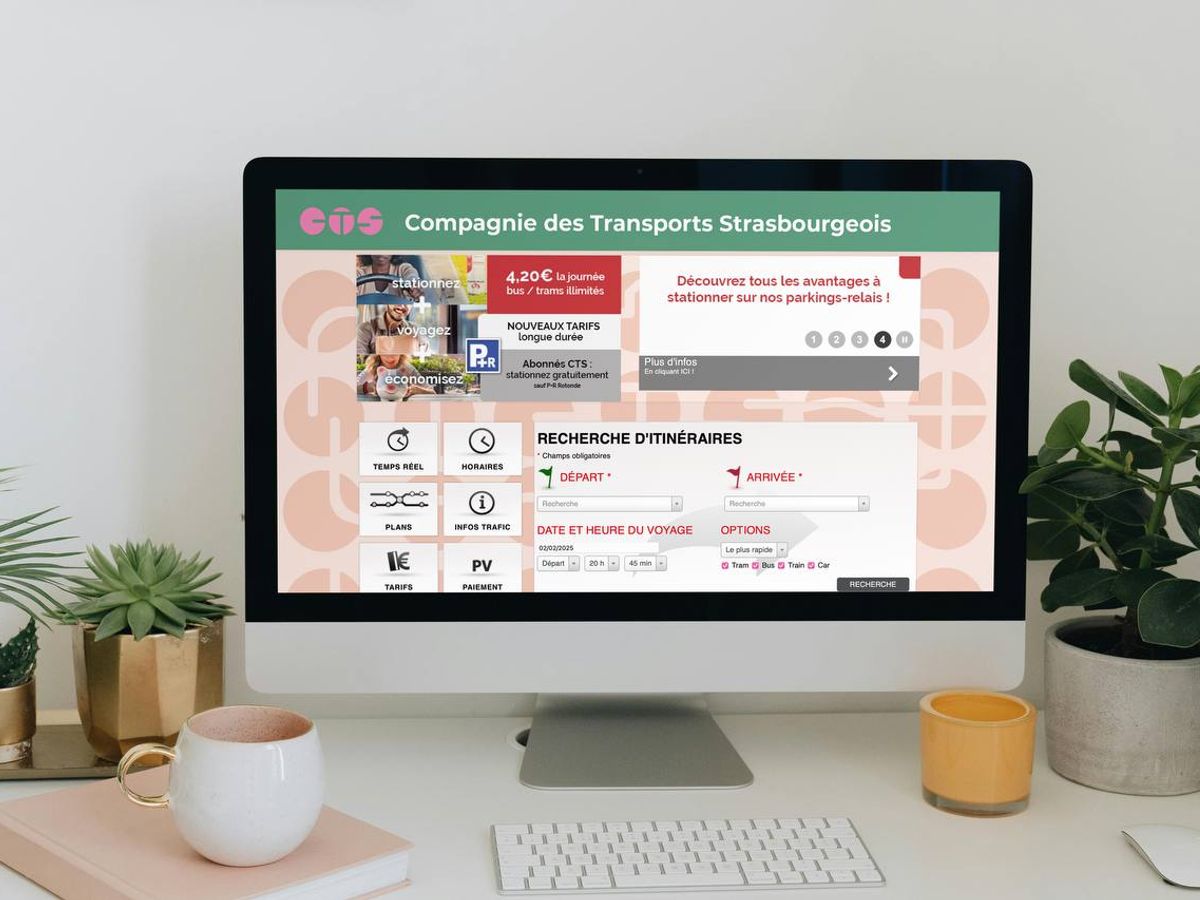 CTS Compagnie des Transports Strasbourgeois
stationnez
+
voyagez
+
économisez
4,20€ la journée
bus / trams illimités
NOUVEAUX TARIFS
longue durée
P+R
Abonnés CTS :
stationnez gratuitement
sauf P+R Rotonde
Découvrez tous les avantages à
stationner sur nos parkings-relais !
1 2 3 4
Plus d'infos
En cliquant ICI !
TEMPS RÉEL
HORAIRES
PLANS
INFOS TRAFIC
TARIFS
PV
PAIEMENT
RECHERCHE D'ITINÉRAIRES
* Champs obligatoires
DÉPART *
ARRIVÉE *
Recherche
Recherche
DATE ET HEURE DU VOYAGE
OPTIONS
02/02/2025
Départ
20 h
45 min
Le plus rapide
Tram Bus Train Car
RECHERCHE